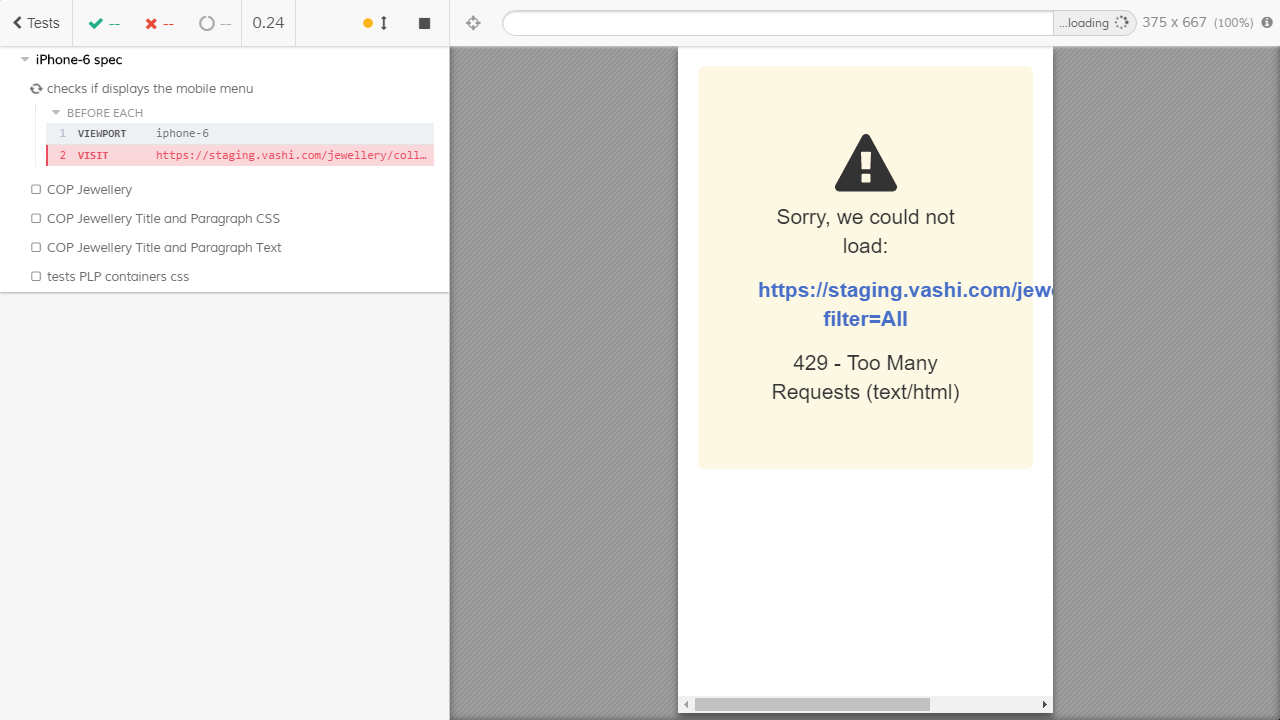 Tests
--
--
--
0.24
...loading
375 x 667 (100%)
iPhone-6 spec
checks if displays the mobile menu
BEFORE EACH
1 VIEWPORT iphone-6
2 VISIT https://staging.vashi.com/jewellery/coll...
COP Jewellery
COP Jewellery Title and Paragraph CSS
COP Jewellery Title and Paragraph Text
tests PLP containers css
Sorry, we could not
load:
https://staging.vashi.com/jewe
filter=All
429 - Too Many
Requests (text/html)